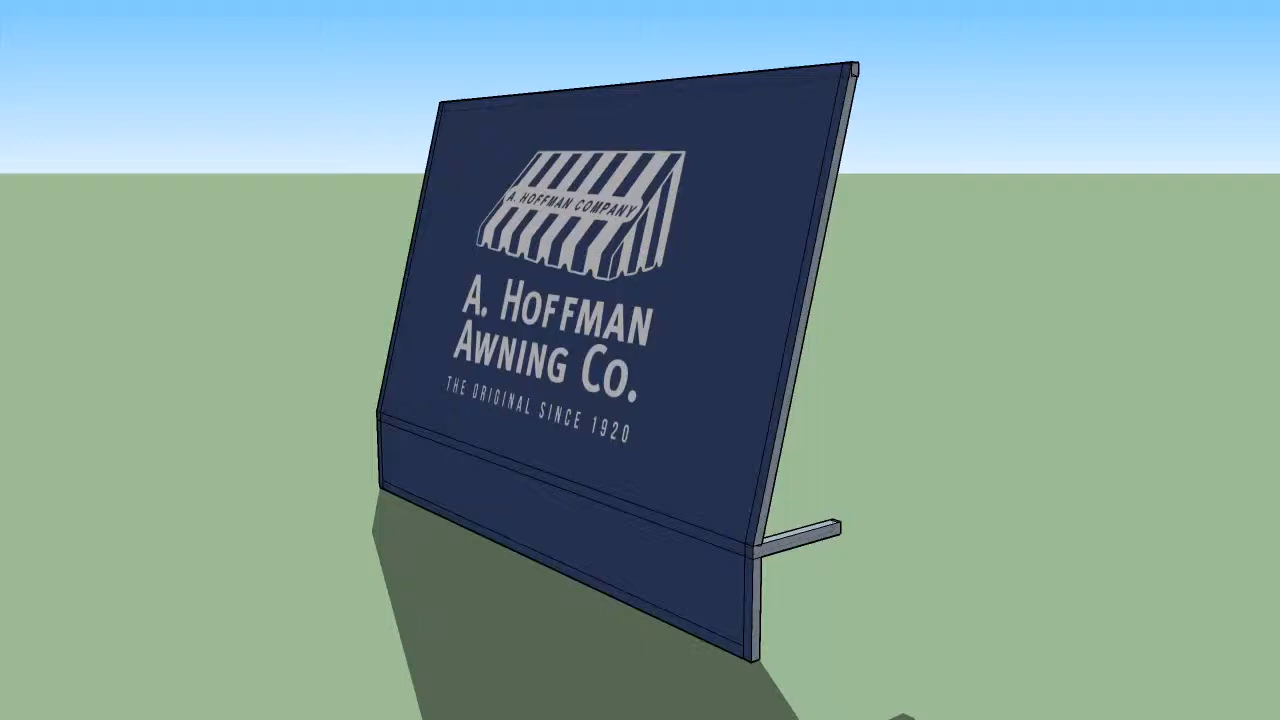 A. HOFFMAN COMPANY
A. HOFFMAN
AWNING CO.
THE ORIGINAL SINCE 1920